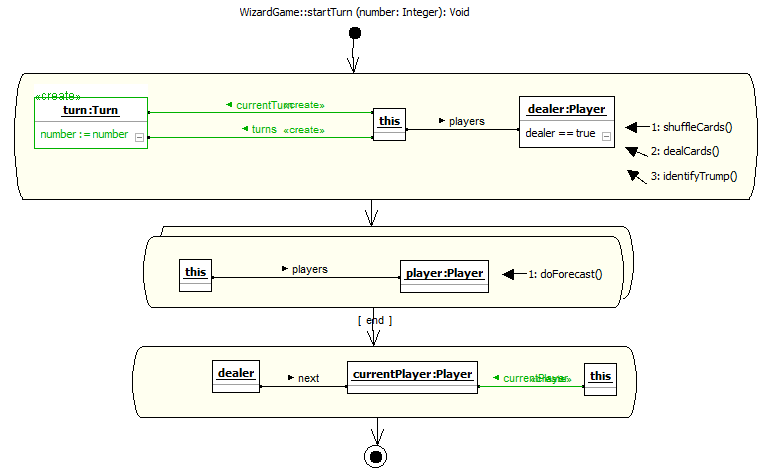 WizardGame::startTurn (number: Integer): Void
«create»
turn:Turn
number := number
currentTurn
«create»
turns
«create»
this
players
dealer:Player
dealer == true
1: shuffleCards()
2: dealCards()
3: identifyTrump()
this
players
player:Player
1: doForecast()
[ end ]
dealer
next
currentPlayer:Player
currentPlayer
«create»
this